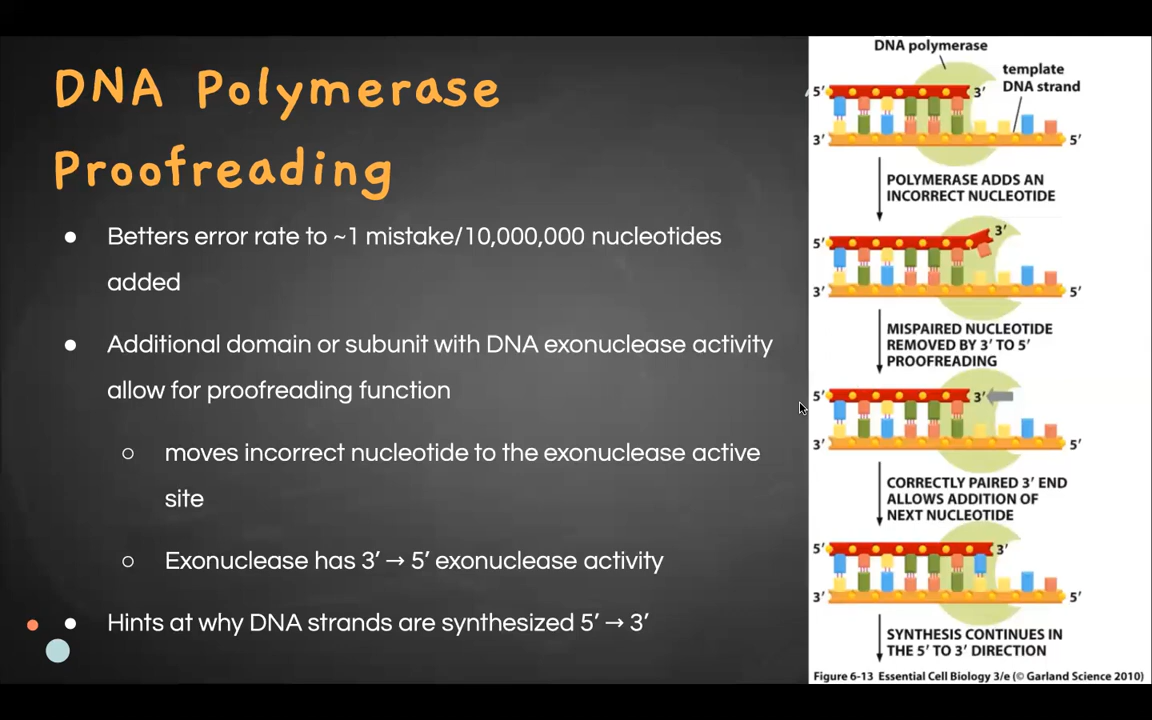 DNA Polymerase
Proofreading
● Betters error rate to ~1 mistake/10,000,000 nucleotides
added
● Additional domain or subunit with DNA exonuclease activity
allow for proofreading function
○ moves incorrect nucleotide to the exonuclease active
site
○ Exonuclease has 3’ → 5’ exonuclease activity
● Hints at why DNA strands are synthesized 5’ → 3’
DNA polymerase
template
DNA strand
5′ 3′
3′ 5′
POLYMERASE ADDS AN
INCORRECT NUCLEOTIDE
5′ 3′
3′ 5′
MISPAIRED NUCLEOTIDE
REMOVED BY 3′ TO 5′
PROOFREADING
5′ 3′
3′ 5′
CORRECTLY PAIRED 3′ END
ALLOWS ADDITION OF
NEXT NUCLEOTIDE
5′ 3′
3′ 5′
SYNTHESIS CONTINUES IN
THE 5′ TO 3′ DIRECTION
Figure 6-13 Essential Cell Biology 3/e (© Garland Science 2010)